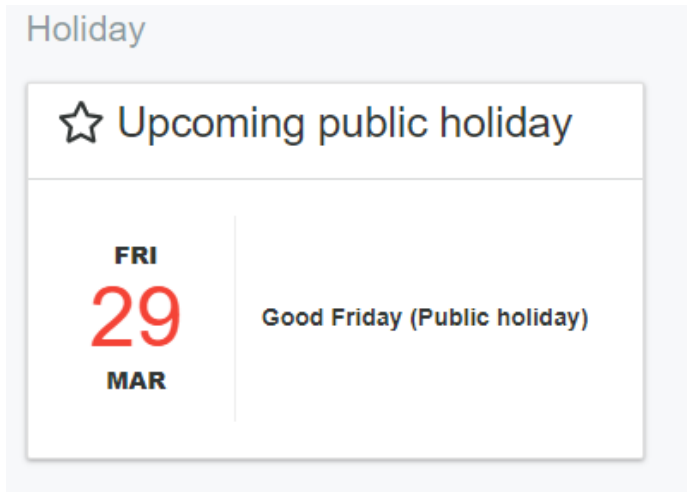 Holiday
Upcoming public holiday
FRI
29
MAR
Good Friday (Public holiday)